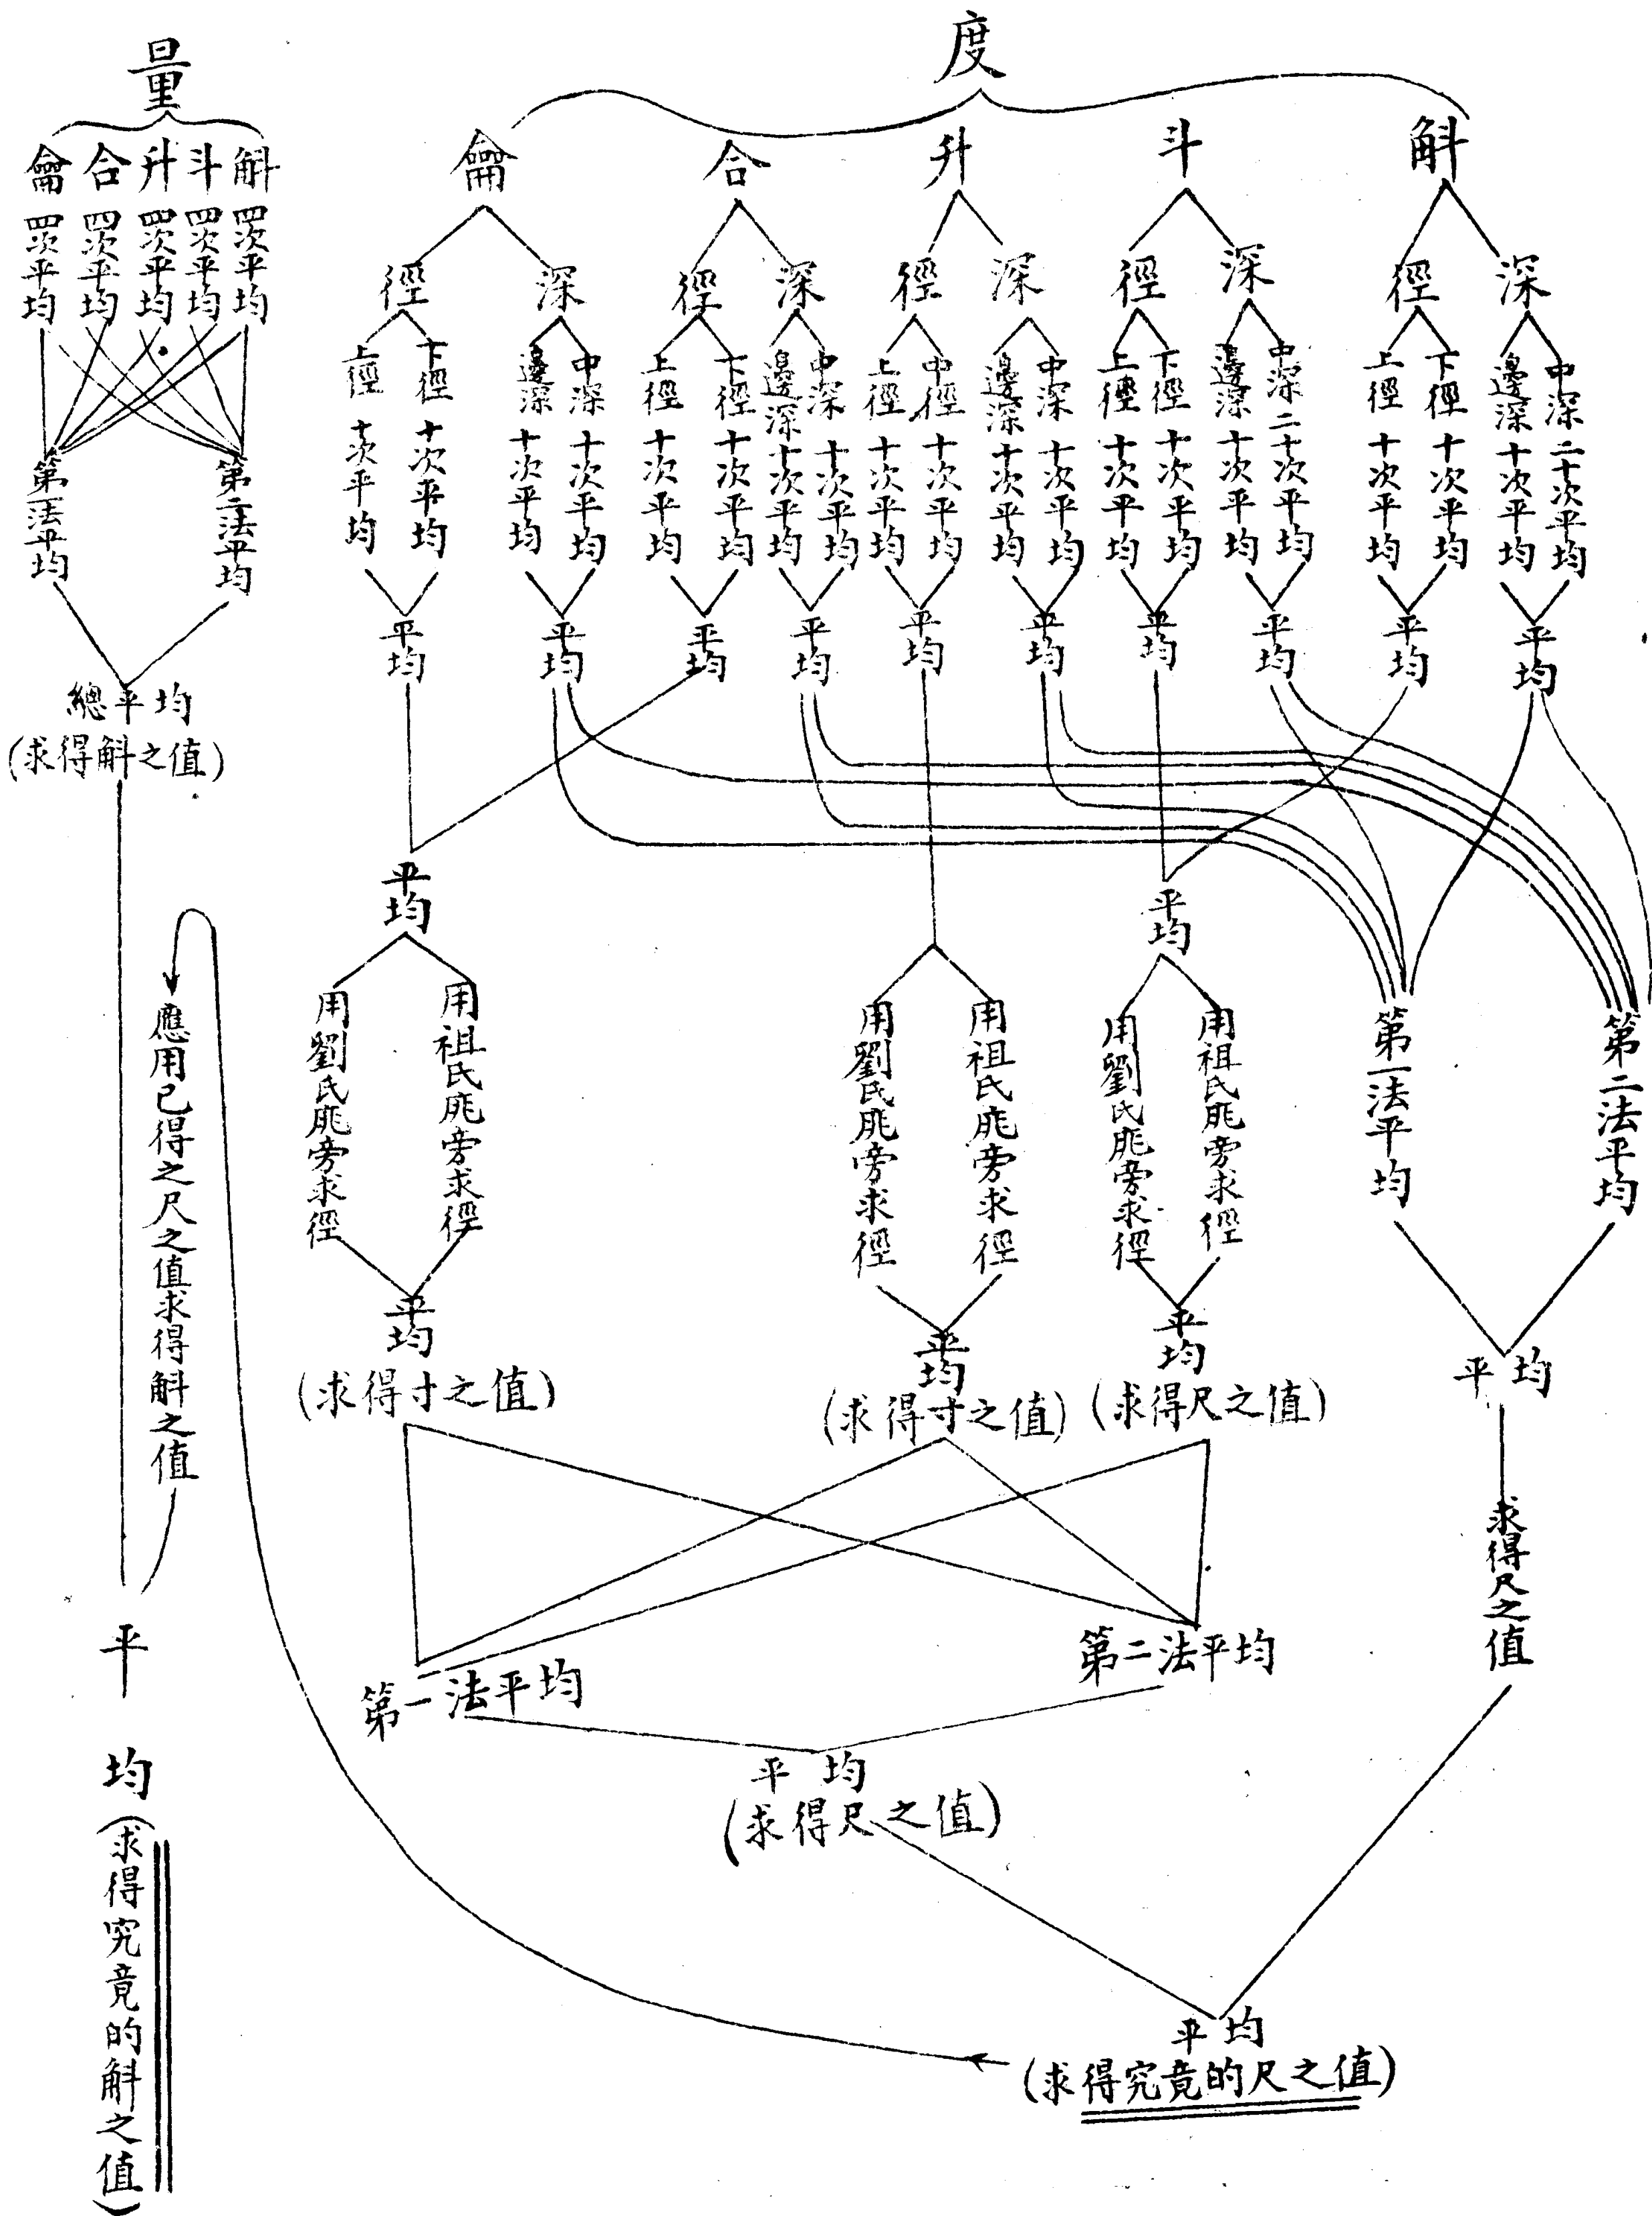 度
斛
斗
升
合
龠
深
徑
深
徑
深
徑
深
徑
深
徑
中深 二十次平均
邊深 十次平均
下徑 十次平均
上徑 十次平均
中深 二十次平均
邊深 十次平均
下徑 十次平均
上徑 十次平均
中深 十次平均
邊深 十次平均
中徑 十次平均
上徑 十次平均
中深 十次平均
邊深 十次平均
下徑 十次平均
上徑 十次平均
中深 十次平均
邊深 十次平均
下徑 十次平均
上徑 十次平均
平均
平均
平均
平均
平均
平均
平均
平均
平均
平均
第二法平均
第一法平均
平均
求得尺之值
平均
用祖氏庣旁求徑
用劉氏庣旁求徑
平均
(求得尺之值)
用祖氏庣旁求徑
用劉氏庣旁求徑
平均
(求得寸之值)
平均
用祖氏庣旁求徑
用劉氏庣旁求徑
平均
(求得寸之值)
第二法平均
第一法平均
平均
(求得尺之值)
平均
(求得究竟的尺之值)
量
斛 四次平均
斗 四次平均
升 四次平均
合 四次平均
龠 四次平均
第二法平均
第一法平均
總平均
(求得斛之值)
應用已得之尺之值求得斛之值
平均(求得究竟的斛之值)